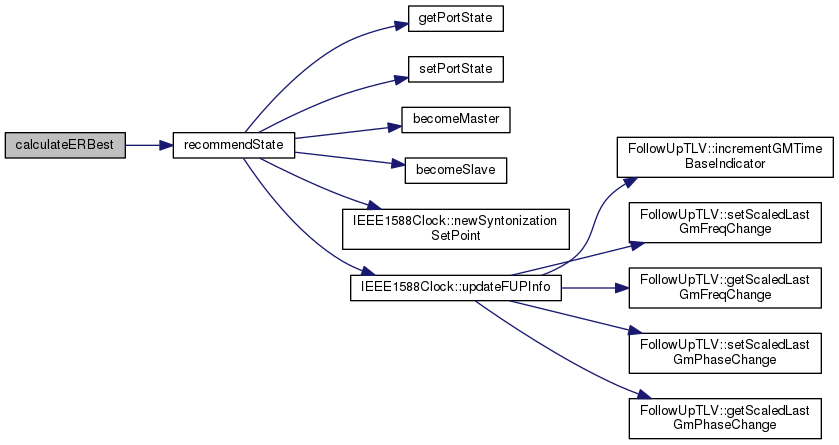 calculateERBest
recommendState
getPortState
setPortState
becomeMaster
becomeSlave
IEEE1588Clock::newSyntonization
SetPoint
IEEE1588Clock::updateFUPInfo
FollowUpTLV::incrementGMTime
BaseIndicator
FollowUpTLV::setScaledLast
GmFreqChange
FollowUpTLV::getScaledLast
GmFreqChange
FollowUpTLV::setScaledLast
GmPhaseChange
FollowUpTLV::getScaledLast
GmPhaseChange